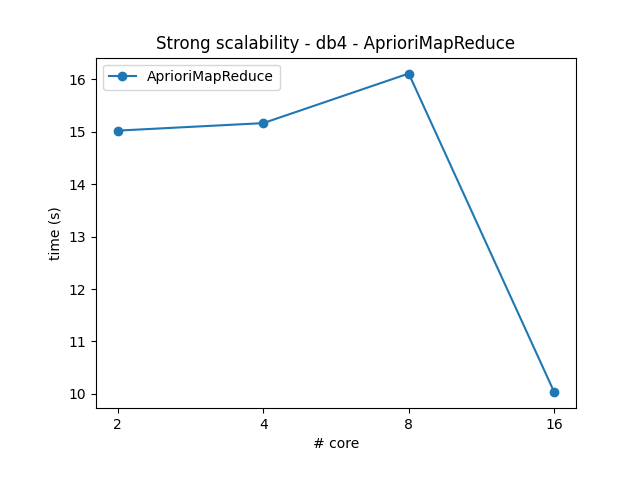 Strong scalability - db4 - AprioriMapReduce
AprioriMapReduce
16
15
14
13
12
11
10
time (s)
2 4 8 16
# core